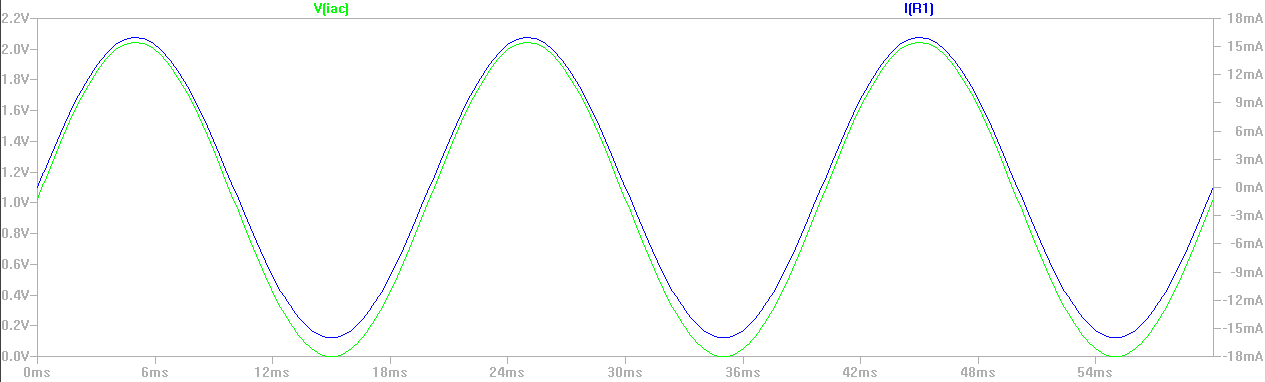 V(iac) I(R1)
2.2V 18mA
2.0V 15mA
1.8V 12mA
1.6V 9mA
1.4V 6mA
1.2V 3mA
1.0V 0mA
0.8V -3mA
0.6V -6mA
0.4V -9mA
0.2V -12mA
0.0V -15mA
-18mA
0ms 6ms 12ms 18ms 24ms 30ms 36ms 42ms 48ms 54ms